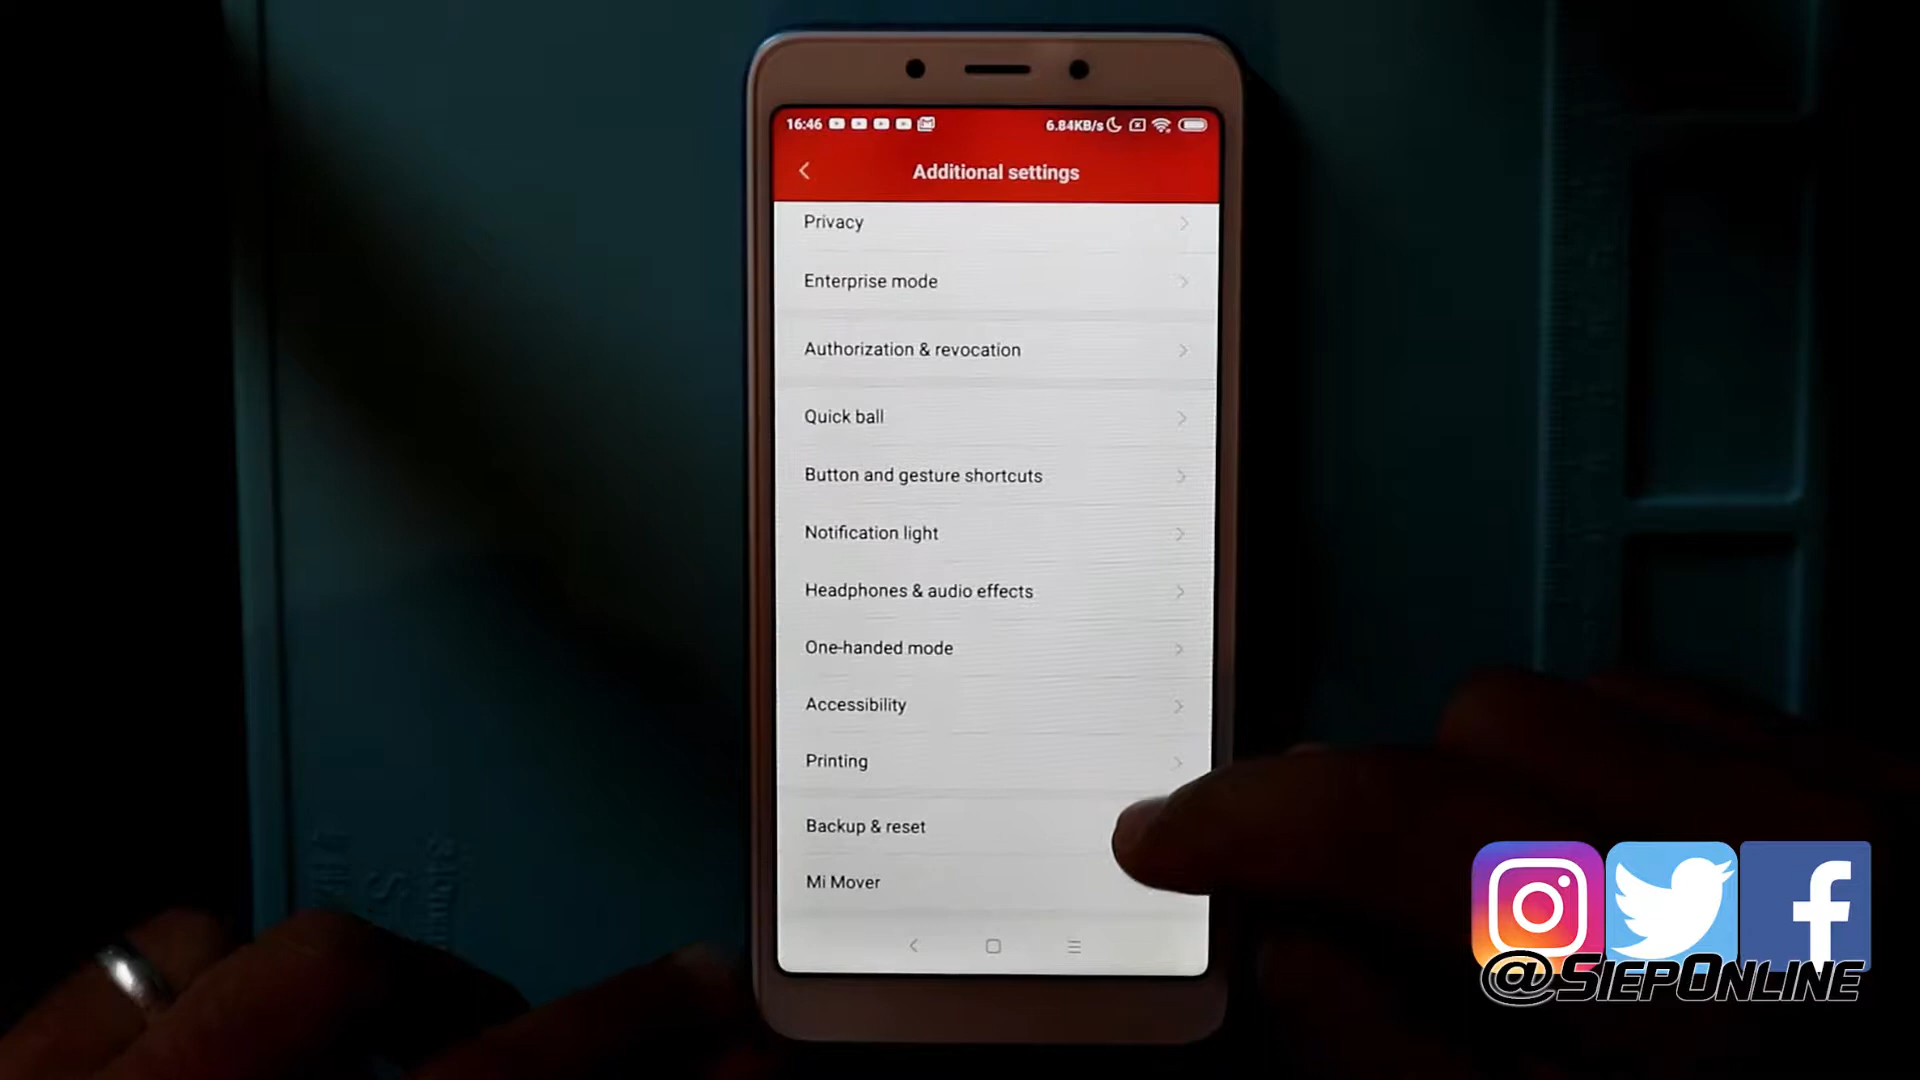 16:46 6.84KB/s
Additional settings
Privacy
Enterprise mode
Authorization & revocation
Quick ball
Button and gesture shortcuts
Notification light
Headphones & audio effects
One-handed mode
Accessibility
Printing
Backup & reset
Mi Mover
@SiepOnline